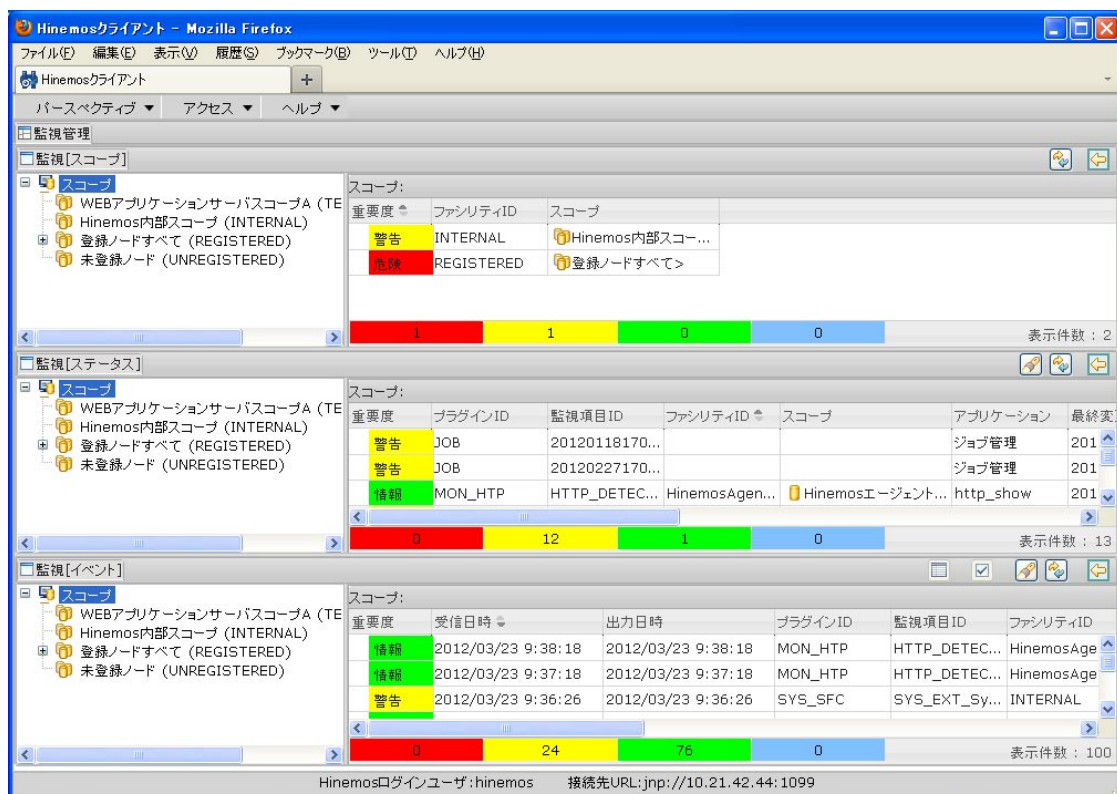 Hinemosクライアント - Mozilla Firefox
ファイル(F) 編集(E) 表示(V) 履歴(S) ブックマーク(B) ツール(T) ヘルプ(H)
Hinemosクライアント
パースペクティブ ▼ アクセス ▼ ヘルプ ▼
監視管理
監視[スコープ]
スコープ
WEBアプリケーションサーバスコープA (TE
Hinemos内部スコープ (INTERNAL)
登録ノードすべて (REGISTERED)
未登録ノード (UNREGISTERED)
スコープ:
重要度 ファシリティID スコープ
警告 INTERNAL Hinemos内部スコー...
危険 REGISTERED 登録ノードすべて>
1 1 0 0 表示件数 : 2
監視[ステータス]
スコープ
WEBアプリケーションサーバスコープA (TE
Hinemos内部スコープ (INTERNAL)
登録ノードすべて (REGISTERED)
未登録ノード (UNREGISTERED)
スコープ:
重要度 プラグインID 監視項目ID ファシリティID スコープ アプリケーション 最終変
警告 JOB 20120118170... ジョブ管理 201
警告 JOB 20120227170... ジョブ管理 201
情報 MON_HTP HTTP_DETEC... HinemosAgen... Hinemosエージェント... http_show 201
0 12 1 0 表示件数 : 13
監視[イベント]
スコープ
WEBアプリケーションサーバスコープA (TE
Hinemos内部スコープ (INTERNAL)
登録ノードすべて (REGISTERED)
未登録ノード (UNREGISTERED)
スコープ:
重要度 受信日時 出力日時 プラグインID 監視項目ID ファシリティID
情報 2012/03/23 9:38:18 2012/03/23 9:38:18 MON_HTP HTTP_DETEC... HinemosAge
情報 2012/03/23 9:37:18 2012/03/23 9:37:18 MON_HTP HTTP_DETEC... HinemosAge
警告 2012/03/23 9:36:26 2012/03/23 9:36:26 SYS_SFC SYS_EXT_Sy... INTERNAL
0 24 76 0 表示件数 : 100
Hinemosログインユーザ:hinemos 接続先URL:jnp://10.21.42.44:1099